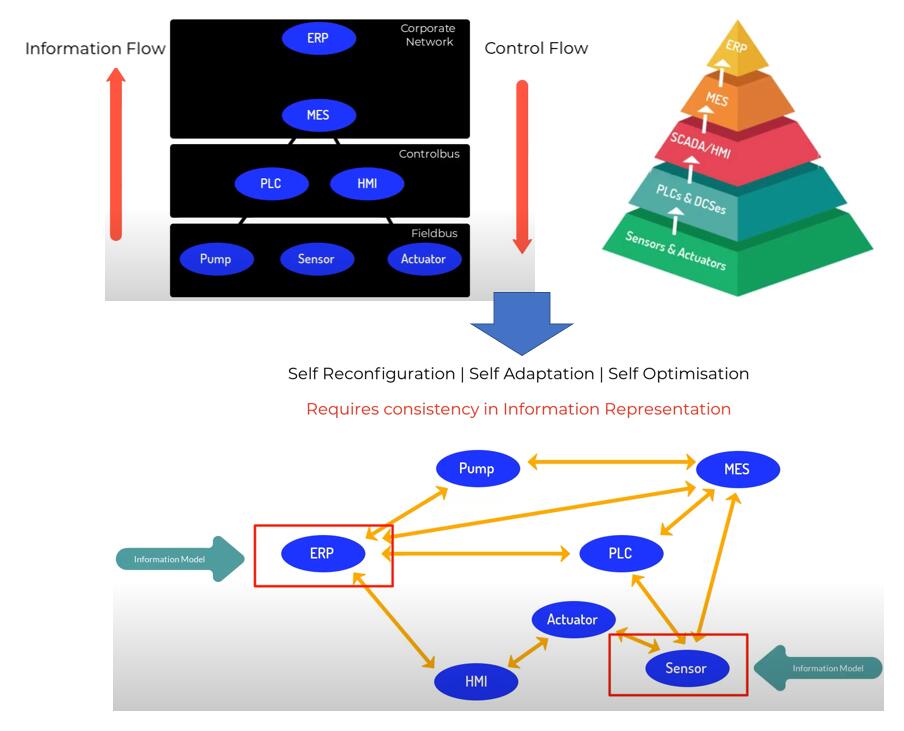 Information Flow
Corporate
Network
ERP
MES
Controlbus
PLC
HMI
Fieldbus
Pump
Sensor
Actuator
Control Flow
ERP
MES
SCADA/HMI
PLCs & DCSes
Sensors & Actuators
Self Reconfiguration | Self Adaptation | Self Optimisation
Requires consistency in Information Representation
Pump
MES
Information Model
ERP
PLC
Actuator
HMI
Sensor
Information Model